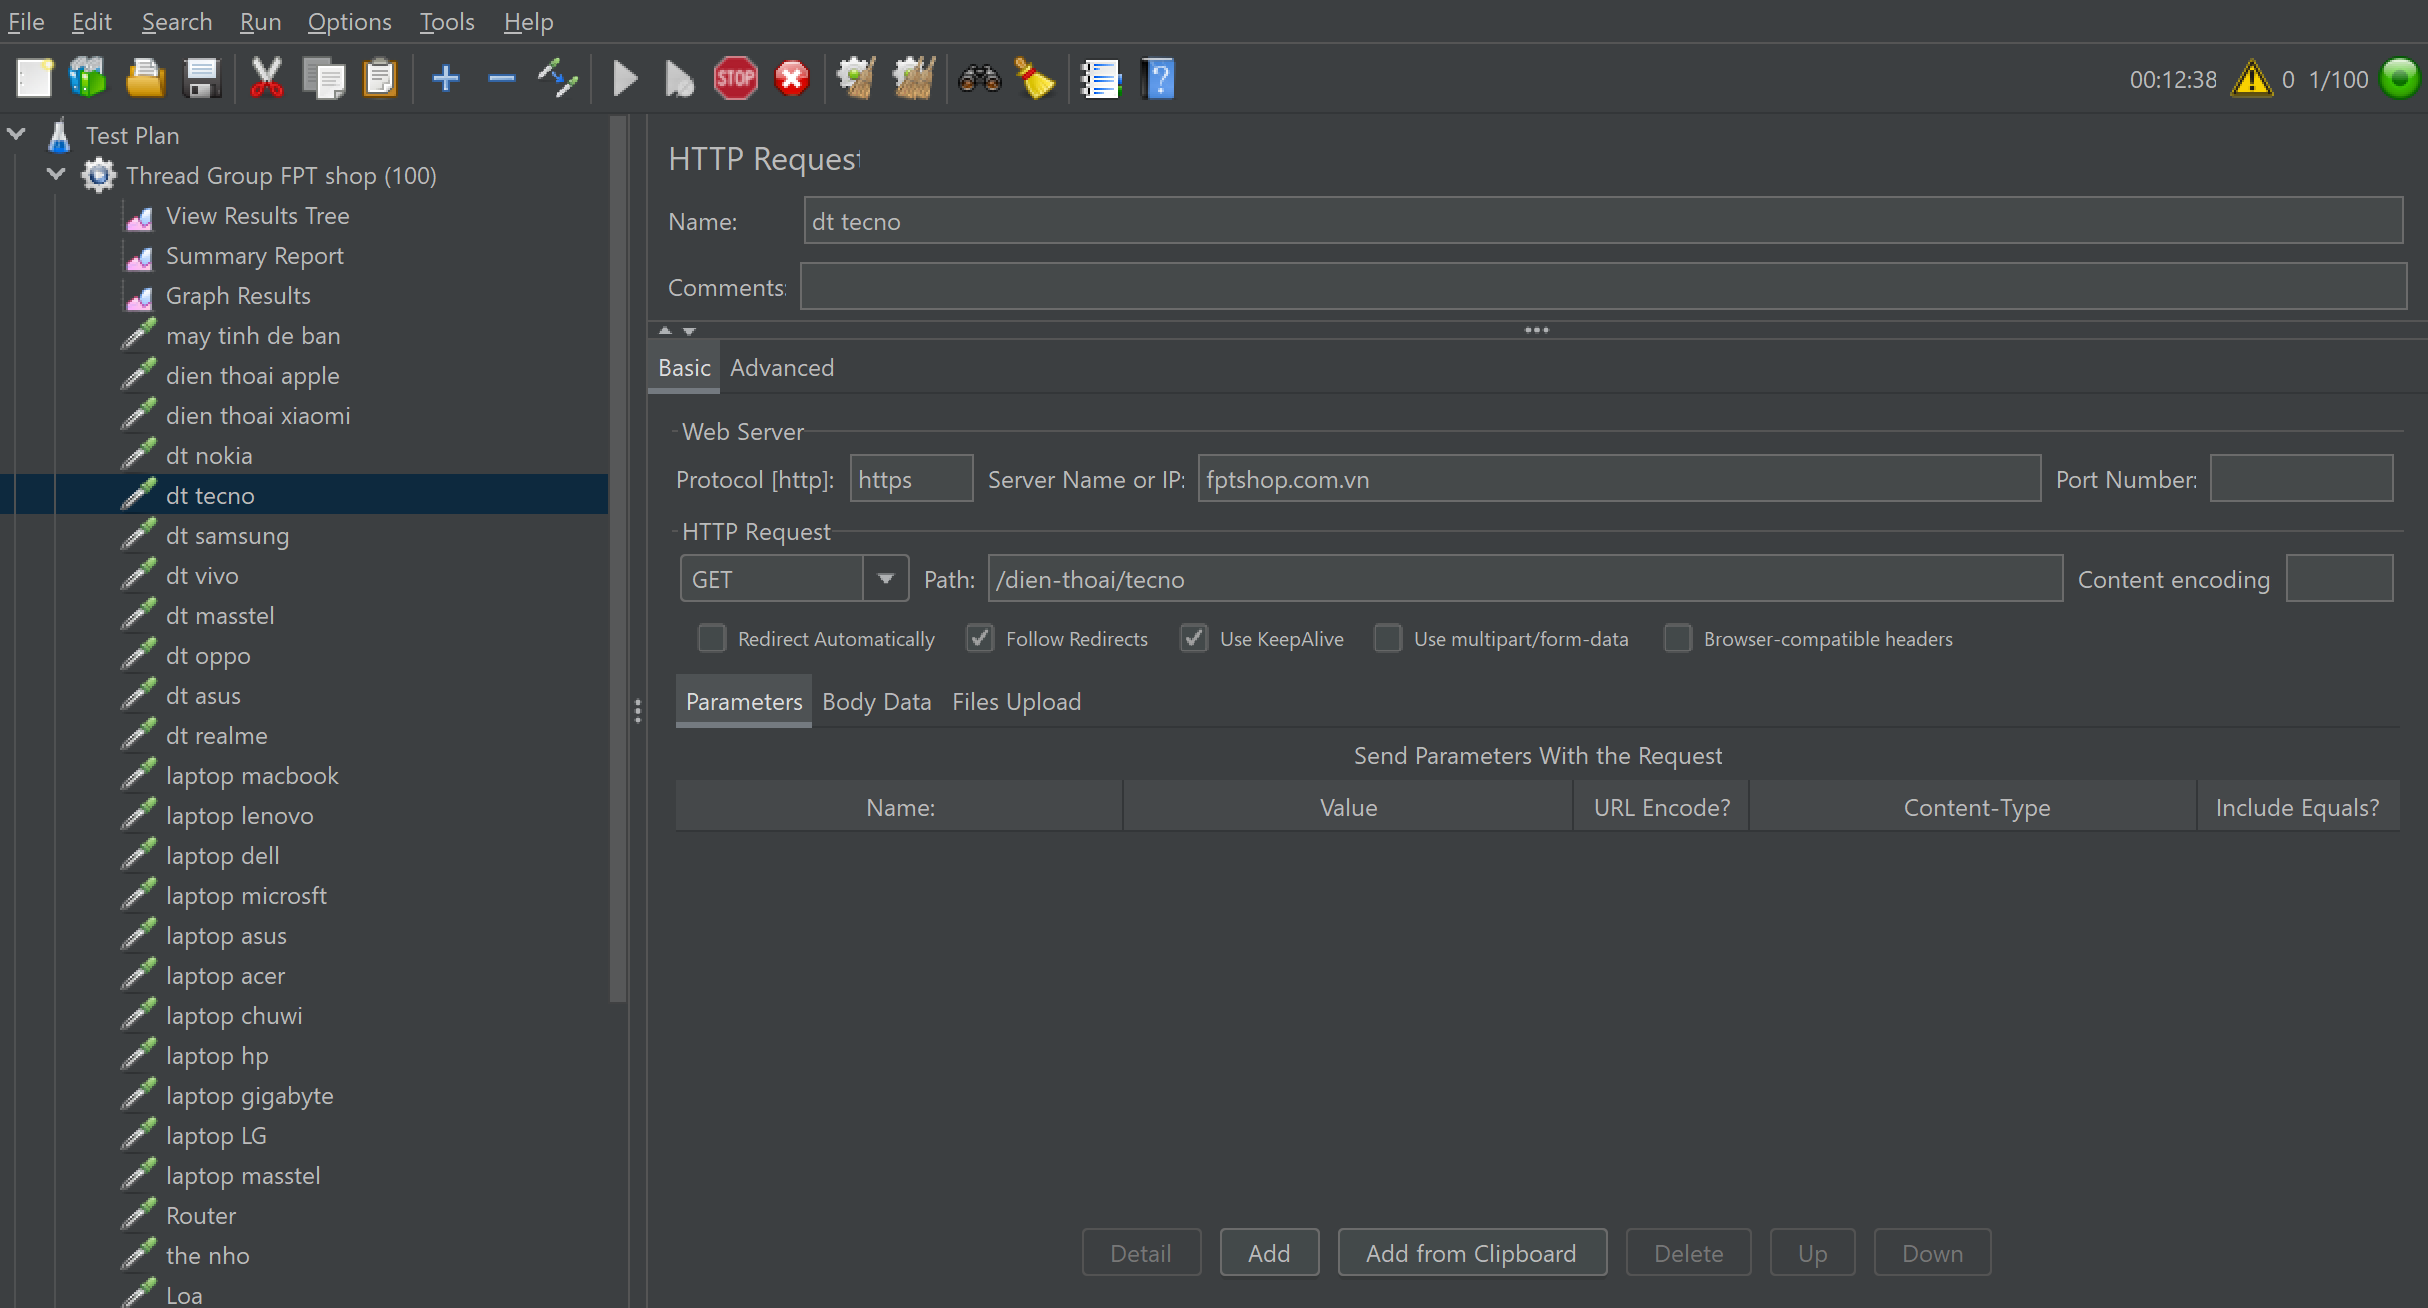 File Edit Search Run Options Tools Help
STOP ? 00:12:38 0 1/100
Test Plan
Thread Group FPT shop (100)
View Results Tree
Summary Report
Graph Results
may tinh de ban
dien thoai apple
dien thoai xiaomi
dt nokia
dt tecno
dt samsung
dt vivo
dt masstel
dt oppo
dt asus
dt realme
laptop macbook
laptop lenovo
laptop dell
laptop microsft
laptop asus
laptop acer
laptop chuwi
laptop hp
laptop gigabyte
laptop LG
laptop masstel
Router
the nho
Loa
HTTP Request
Name: dt tecno
Comments:
Basic Advanced
Web Server
Protocol [http]: https Server Name or IP: fptshop.com.vn Port Number:
HTTP Request
GET Path: /dien-thoai/tecno Content encoding
Redirect Automatically Follow Redirects Use KeepAlive Use multipart/form-data Browser-compatible headers
Parameters Body Data Files Upload
Send Parameters With the Request
Name: Value URL Encode? Content-Type Include Equals?
Detail Add Add from Clipboard Delete Up Down